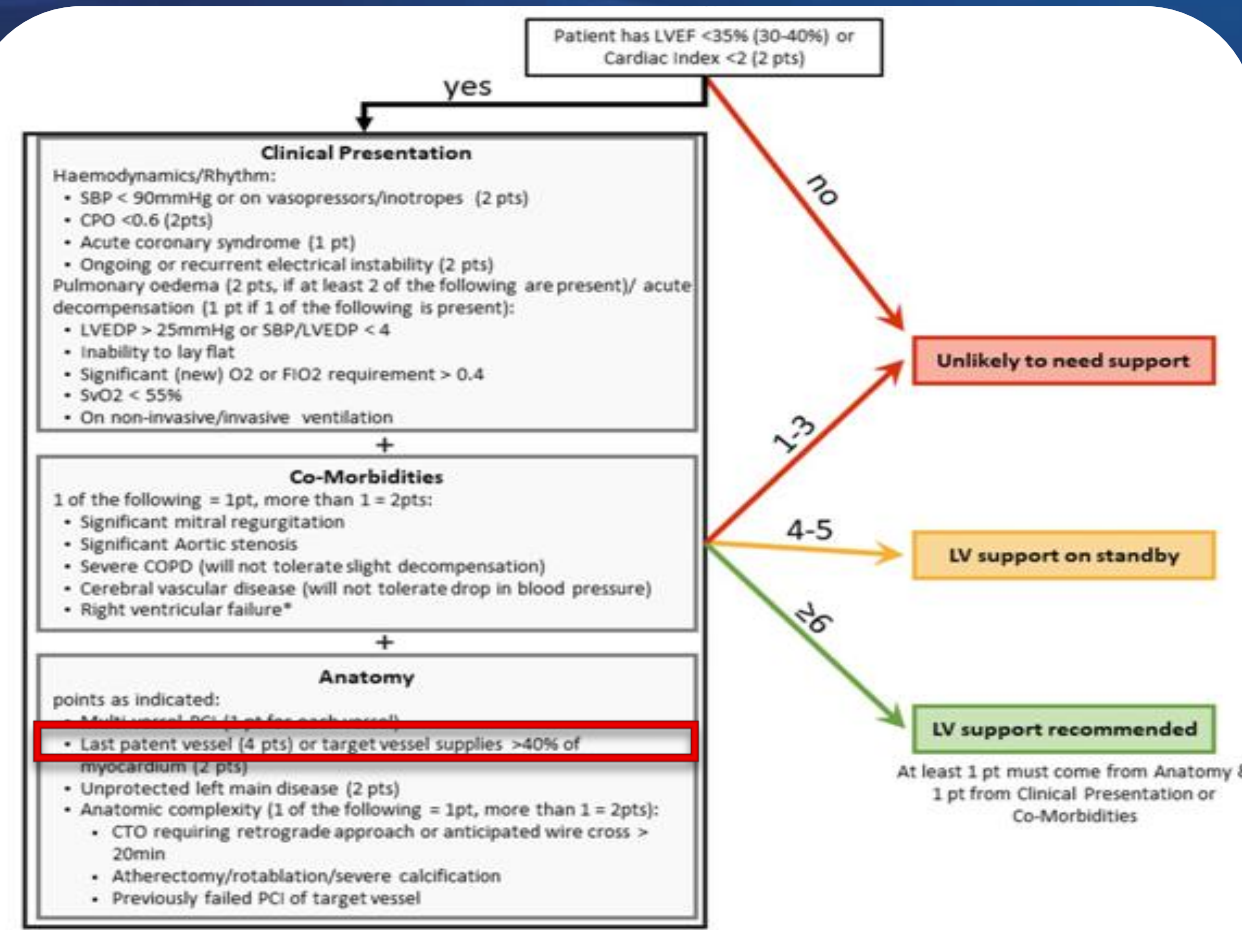 Patient has LVEF <35% (30-40%) or
Cardiac Index <2 (2 pts)
yes
no
Clinical Presentation
Haemodynamics/Rhythm:
• SBP < 90mmHg or on vasopressors/inotropes (2 pts)
• CPO <0.6 (2pts)
• Acute coronary syndrome (1 pt)
• Ongoing or recurrent electrical instability (2 pts)
Pulmonary oedema (2 pts, if at least 2 of the following are present)/ acute
decompensation (1 pt if 1 of the following is present):
• LVEDP > 25mmHg or SBP/LVEDP < 4
• Inability to lay flat
• Significant (new) O2 or FIO2 requirement > 0.4
• SvO2 < 55%
• On non-invasive/invasive ventilation
+
Co-Morbidities
1 of the following = 1pt, more than 1 = 2pts:
• Significant mitral regurgitation
• Significant Aortic stenosis
• Severe COPD (will not tolerate slight decompensation)
• Cerebral vascular disease (will not tolerate drop in blood pressure)
• Right ventricular failure*
+
Anatomy
points as indicated:
• Multi vessel PCI (1 pt for each vessel)
• Last patent vessel (4 pts) or target vessel supplies >40% of
myocardium (2 pts)
• Unprotected left main disease (2 pts)
• Anatomic complexity (1 of the following = 1pt, more than 1 = 2pts):
• CTO requiring retrograde approach or anticipated wire cross >
20min
• Atherectomy/rotablation/severe calcification
• Previously failed PCI of target vessel
1-3
Unlikely to need support
4-5
LV support on standby
≥6
LV support recommended
At least 1 pt must come from Anatomy &
1 pt from Clinical Presentation or
Co-Morbidities